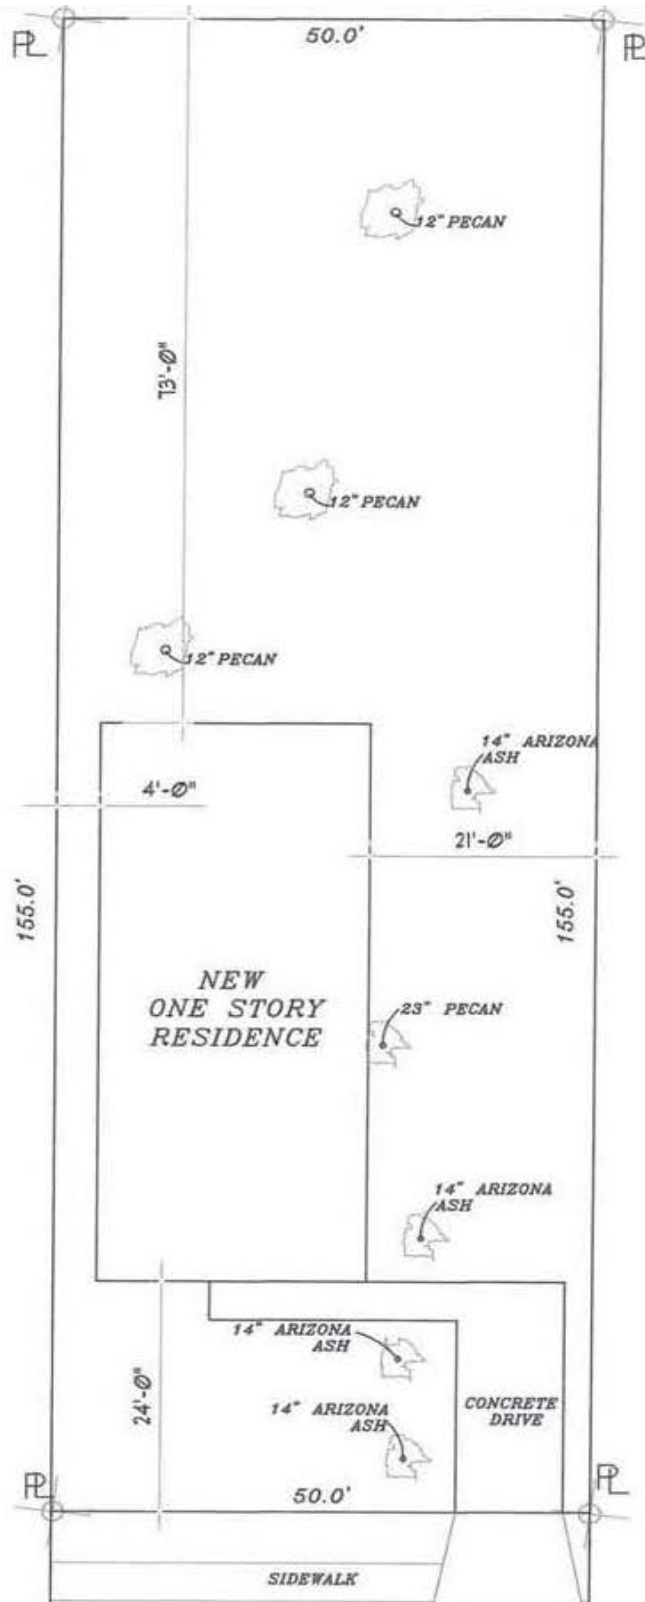 PL
50.0'
PL
12" PECAN
73'-0"
12" PECAN
12" PECAN
14" ARIZONA
ASH
4'-0"
21'-0"
155.0'
155.0'
NEW
ONE STORY
RESIDENCE
23" PECAN
14" ARIZONA
ASH
14" ARIZONA
ASH
24'-0"
14" ARIZONA
ASH
CONCRETE
DRIVE
PL
50.0'
PL
SIDEWALK